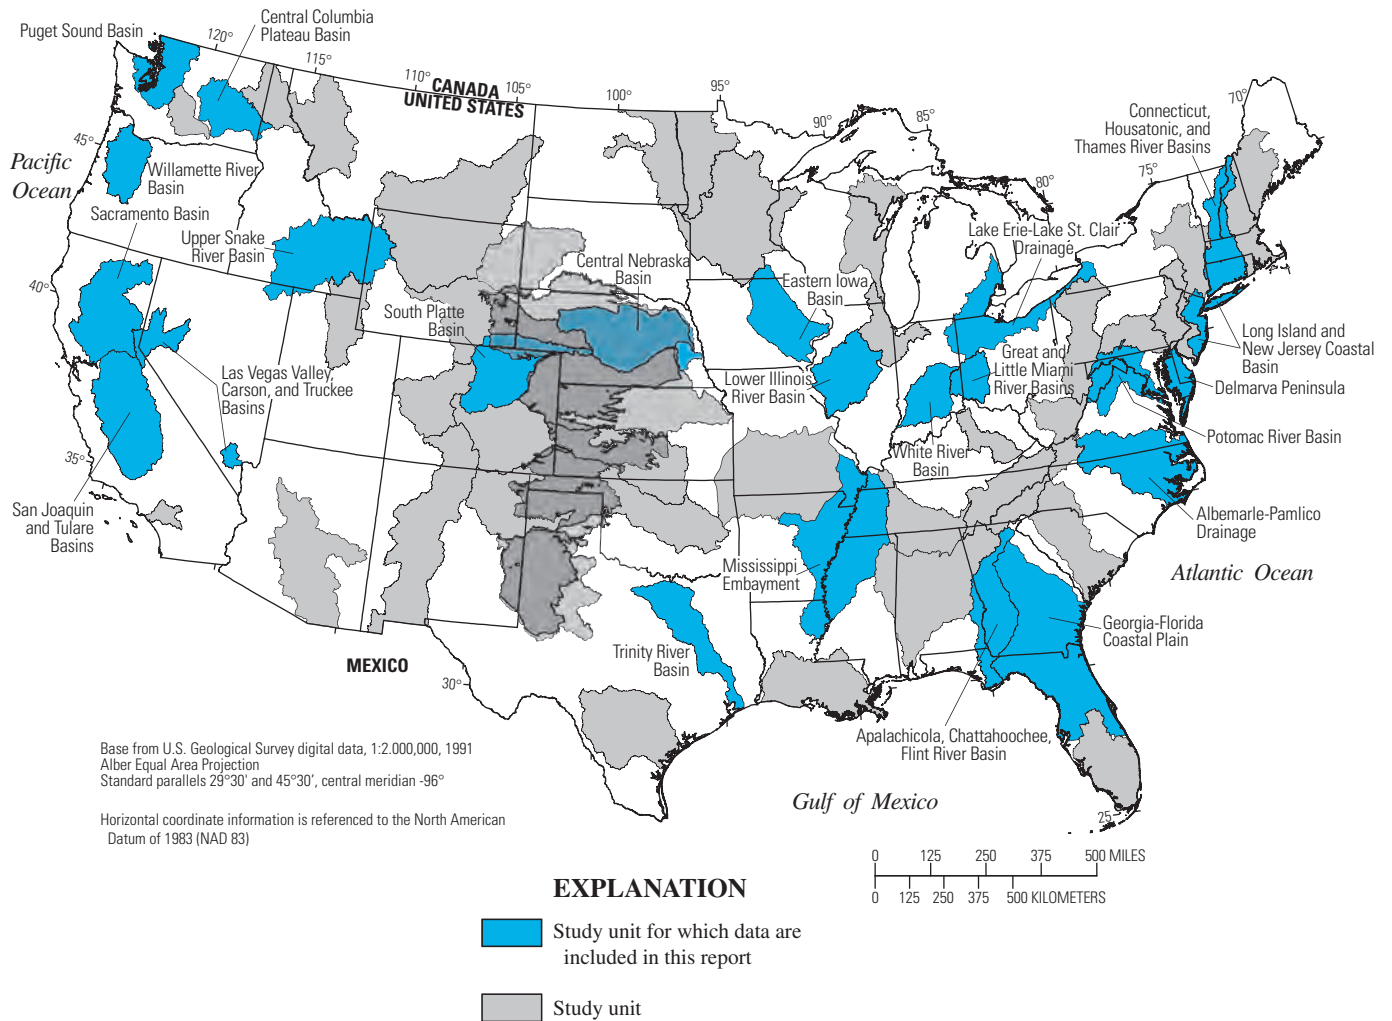 Puget Sound Basin
Central Columbia
Plateau Basin
120°
115°
110°
CANADA
UNITED STATES
105°
100°
95°
90°
85°
80°
75°
70°
Connecticut,
Housatonic, and
Thames River Basins
45°
Pacific
Ocean
Willamette River
Basin
Sacramento Basin
Upper Snake
River Basin
Lake Erie-Lake St. Clair
Drainage
Central Nebraska
Basin
Eastern Iowa
Basin
40°
South Platte
Basin
Long Island and
New Jersey Coastal
Basin
Great and
Little Miami
River Basins
Las Vegas Valley,
Carson, and Truckee
Basins
Lower Illinois
River Basin
Delmarva Peninsula
Potomac River Basin
White River
Basin
35°
San Joaquin
and Tulare
Basins
Albemarle-Pamlico
Drainage
Mississippi
Embayment
Atlantic Ocean
Georgia-Florida
Coastal Plain
Trinity River
Basin
MEXICO
30°
Apalachicola, Chattahoochee,
Flint River Basin
Base from U.S. Geological Survey digital data, 1:2.000,000, 1991
Alber Equal Area Projection
Standard parallels 29°30' and 45°30’, central meridian -96°
Gulf of Mexico
25°
Horizontal coordinate information is referenced to the North American
Datum of 1983 (NAD 83)
0 125 250 375 500 MILES
0 125 250 375 500 KILOMETERS
EXPLANATION
Study unit for which data are
included in this report
Study unit